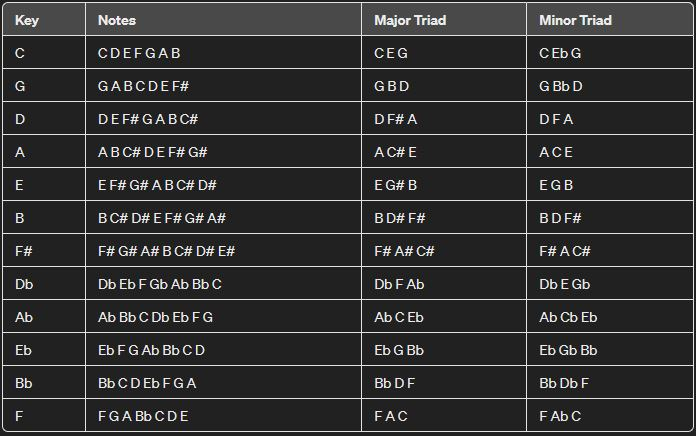 Key Notes Major Triad Minor Triad
C C D E F G A B C E G C Eb G
G G A B C D E F# G B D G Bb D
D D E F# G A B C# D F# A D F A
A A B C# D E F# G# A C# E A C E
E E F# G# A B C# D# E G# B E G B
B B C# D# E F# G# A# B D# F# B D F#
F# F# G# A# B C# D# E# F# A# C# F# A C#
Db Db Eb F Gb Ab Bb C Db F Ab Db E Gb
Ab Ab Bb C Db Eb F G Ab C Eb Ab Cb Eb
Eb Eb F G Ab Bb C D Eb G Bb Eb Gb Bb
Bb Bb C D Eb F G A Bb D F Bb Db F
F F G A Bb C D E F A C F Ab C